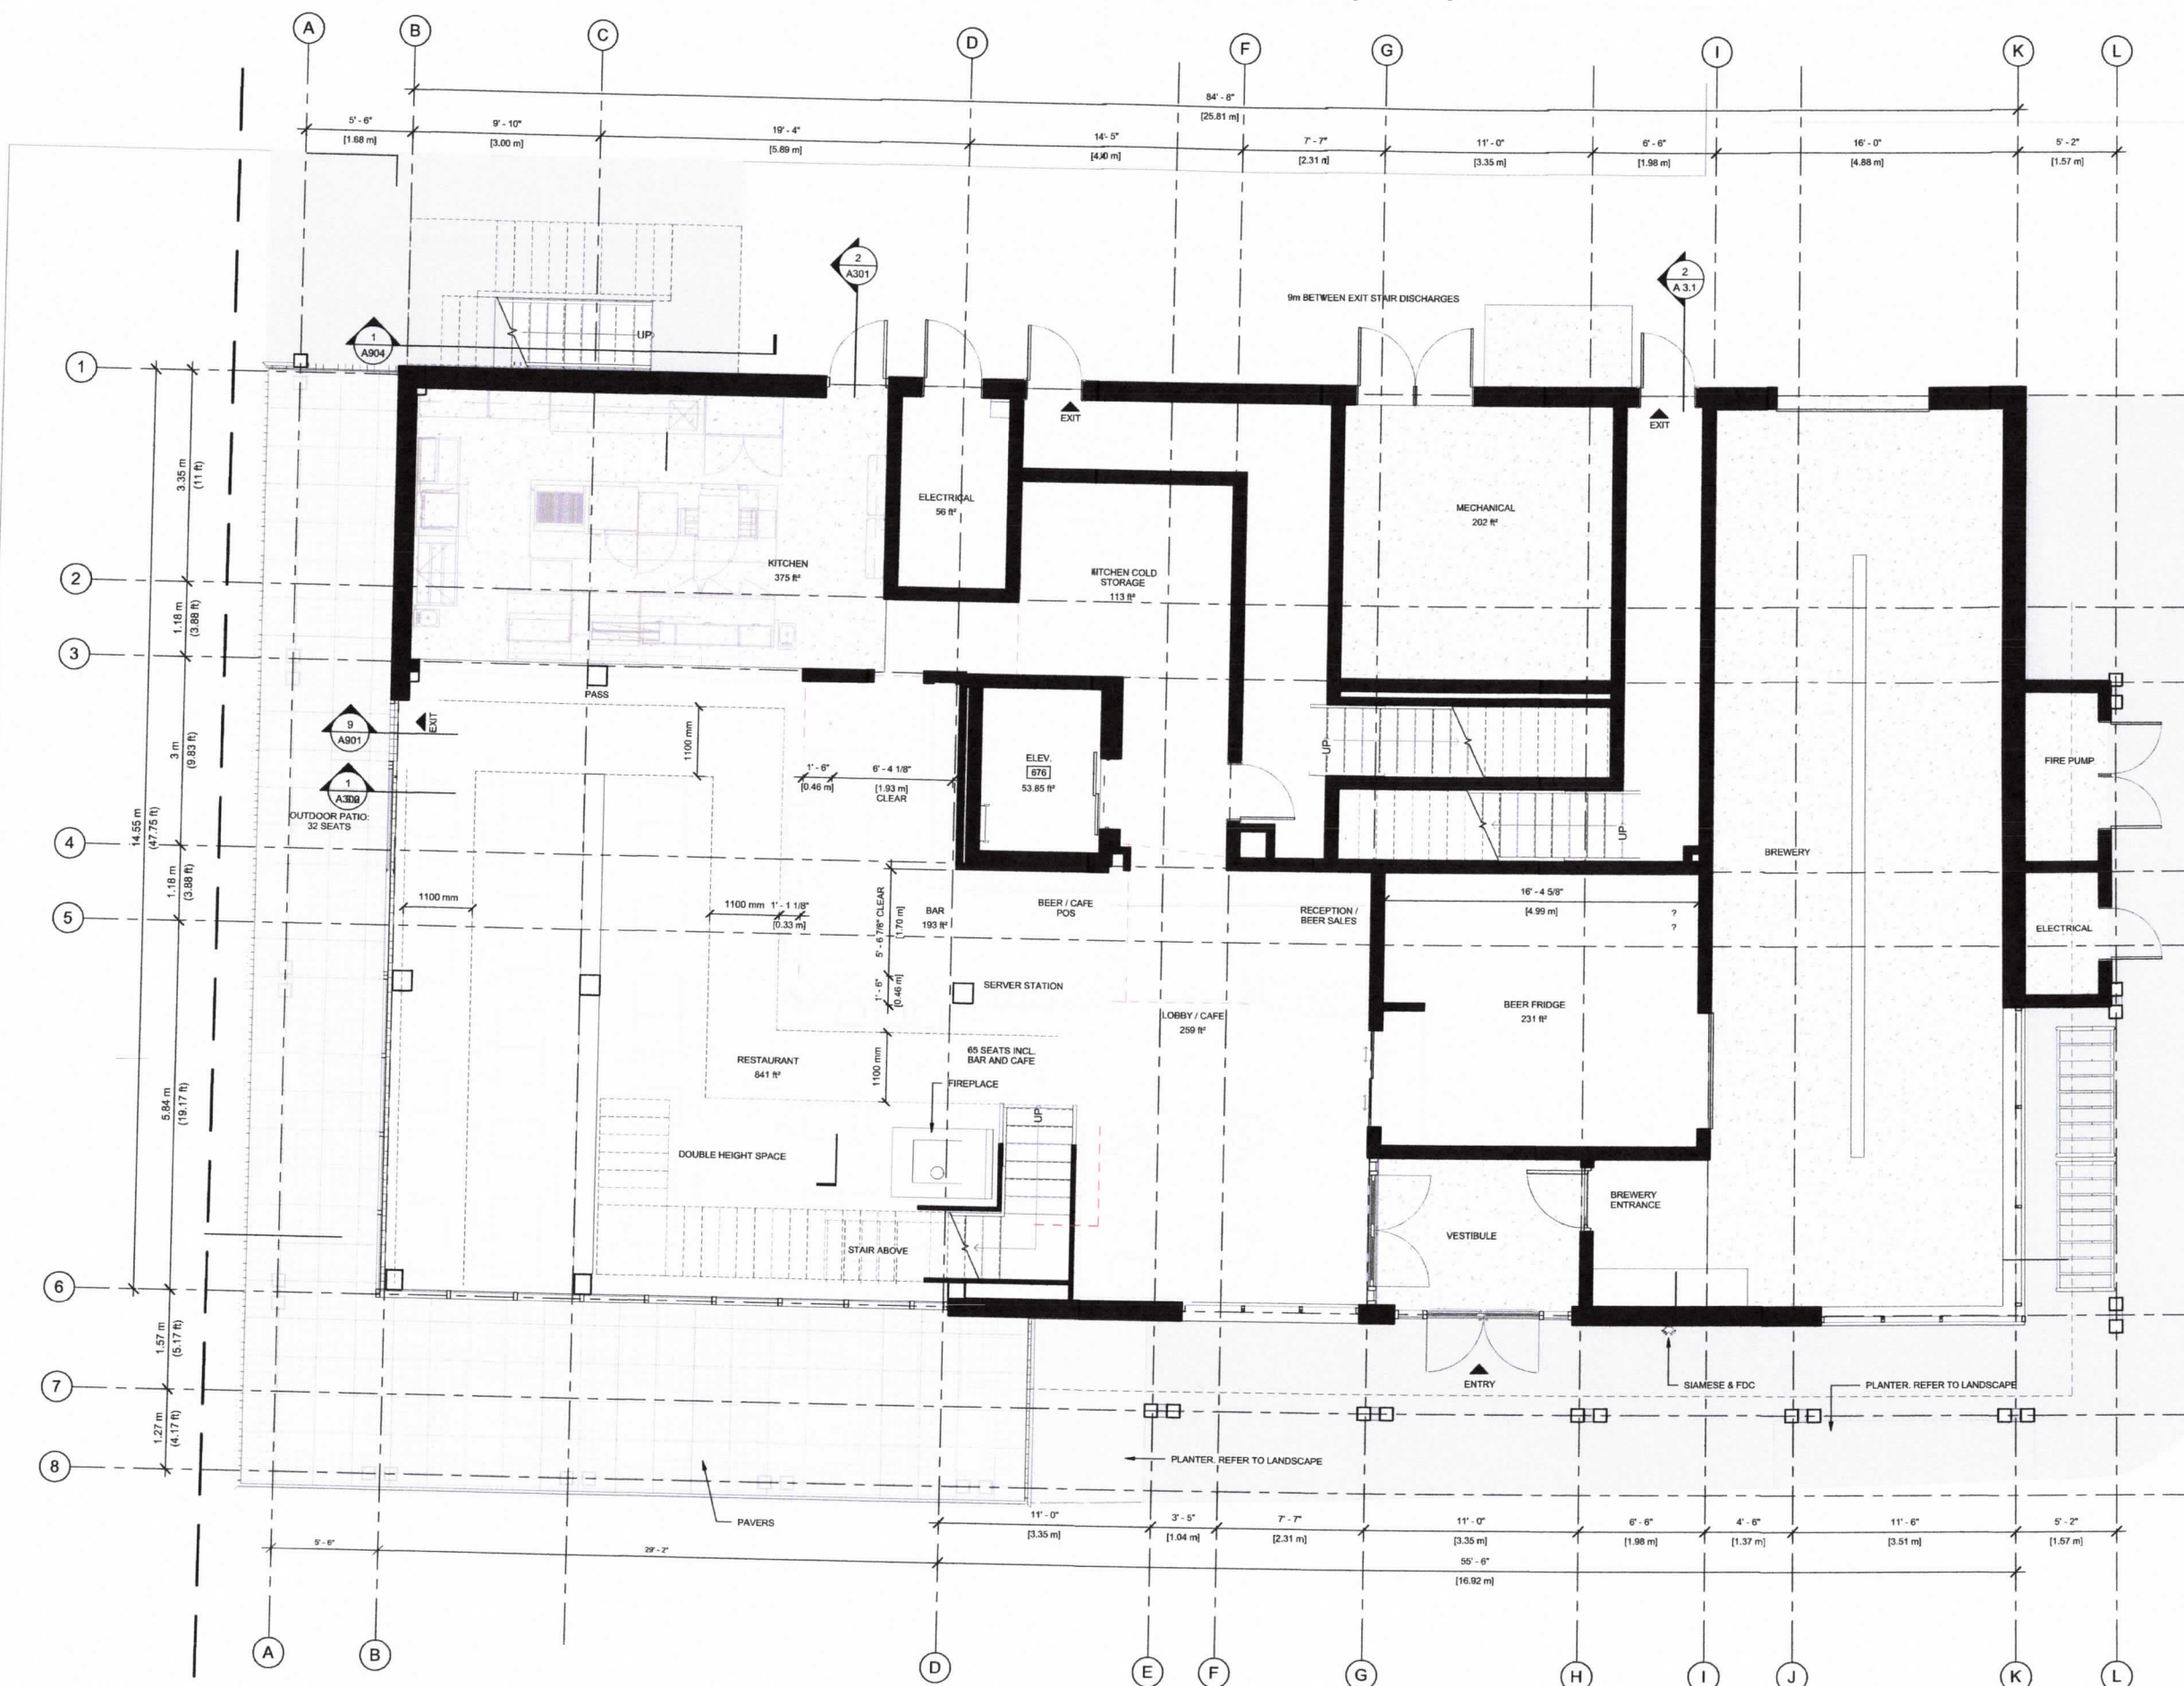 A
B
C
D
F
G
I
K
L
84' - 8"
[25.81 m]
5' - 6"
[1.68 m]
9' - 10"
[3.00 m]
19' - 4"
[5.89 m]
14' - 5"
7' - 7"
11' - 0"
[3.35 m]
6' - 6"
[1.98 m]
16' - 0"
[4.88 m]
5' - 2"
[1.57 m]
2
A301
2
A 3.1
9m BETWEEN EXIT STAIR DISCHARGES
UP
1
A904
1
EXIT
EXIT
3.35 m
(11 ft)
ELECTRICAL
56 ft²
MECHANICAL
202 ft²
KITCHEN
375 ft²
KITCHEN COLD
STORAGE
113 ft²
2
1.18 m
(3.88 ft)
3
PASS
9
A901
EXIT
1100 mm
3 m
(9.83 ft)
1' - 6"
[0.46 m]
6' - 4 1/8"
[1.93 m]
CLEAR
ELEV.
676
53.85 ft²
UP
FIRE PUMP
1
OUTDOOR PATIO:
32 SEATS
14.55 m
(47.75 ft)
4
UP
BREWERY
1.18 m
(3.88 ft)
1100 mm
1100 mm
1' - 1 1/8"
[0.33 m]
5' - 6 7/8" CLEAR
[1.70 m]
BAR
193 ft²
BEER / CAFE
POS
RECEPTION /
BEER SALES
16' - 4 5/8"
[4.99 m]
?
?
5
ELECTRICAL
1' - 6"
[0.46 m]
SERVER STATION
LOBBY / CAFE
259 ft²
BEER FRIDGE
231 ft²
RESTAURANT
841 ft²
1100 mm
65 SEATS INCL.
BAR AND CAFE
FIREPLACE
UP
5.84 m
(19.17 ft)
DOUBLE HEIGHT SPACE
BREWERY
ENTRANCE
STAIR ABOVE
VESTIBULE
6
1.57 m
(5.17 ft)
7
ENTRY
SIAMESE & FDC
PLANTER. REFER TO LANDSCAPE
1.27 m
(4.17 ft)
8
PLANTER. REFER TO LANDSCAPE
PAVERS
11' - 0"
[3.35 m]
3' - 5"
[1.04 m]
7' - 7"
[2.31 m]
11' - 0"
[3.35 m]
6' - 6"
[1.98 m]
4' - 6"
[1.37 m]
11' - 6"
[3.51 m]
5' - 2"
[1.57 m]
5' - 6"
29' - 2"
55' - 6"
[16.92 m]
A
B
D
E
F
G
H
I
J
K
L